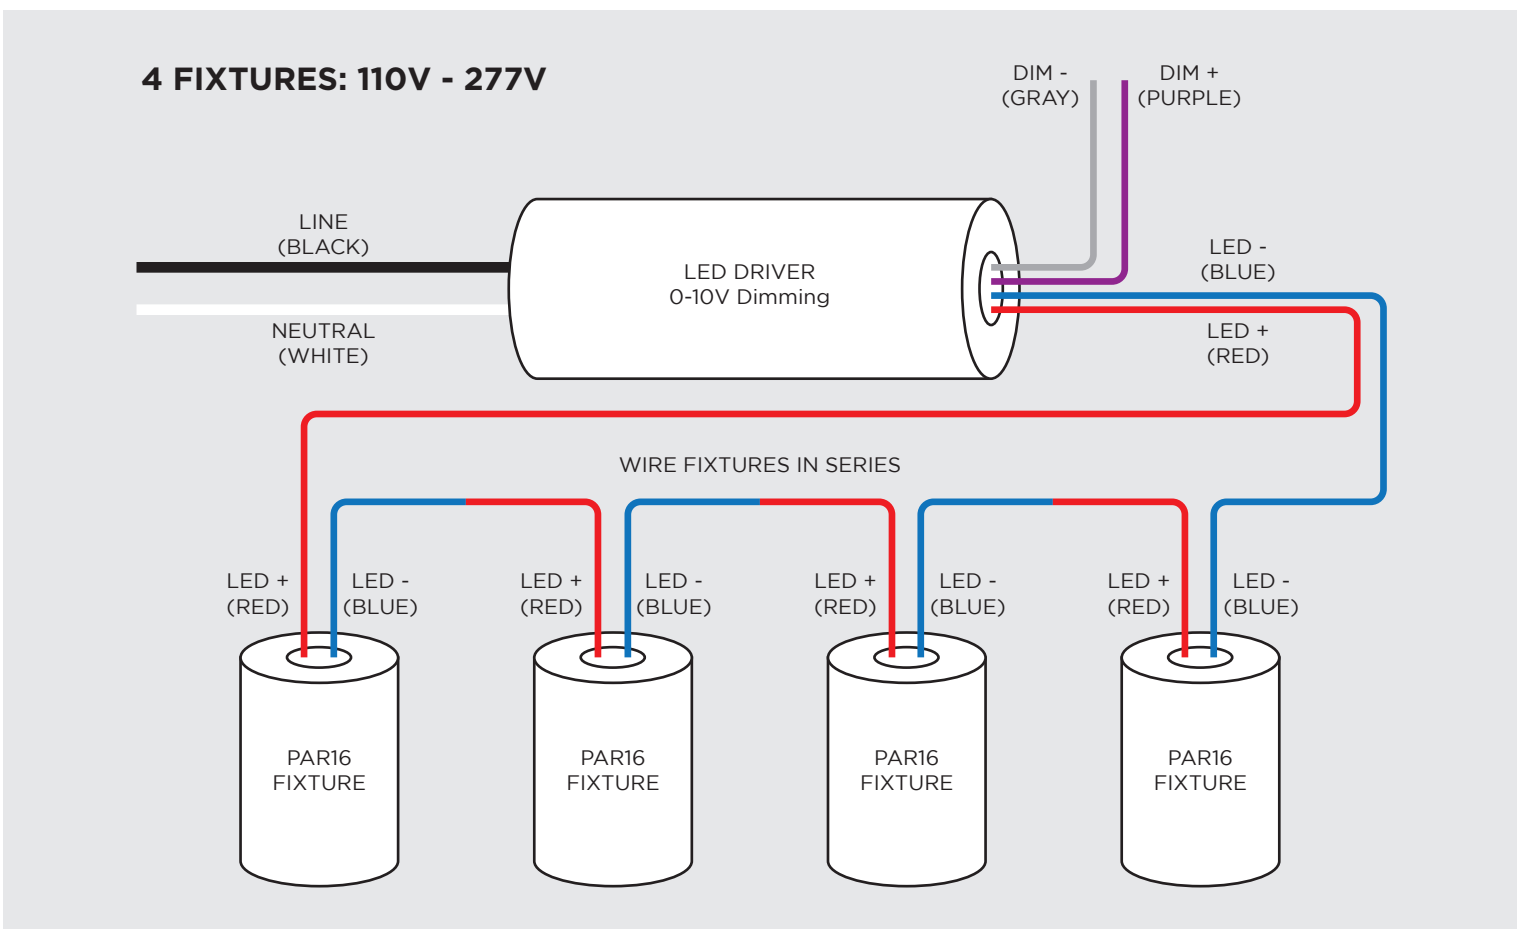 4 FIXTURES: 110V - 277V
DIM -
(GRAY)
DIM +
(PURPLE)
LINE
(BLACK)
NEUTRAL
(WHITE)
LED DRIVER
0-10V Dimming
LED -
(BLUE)
LED +
(RED)
WIRE FIXTURES IN SERIES
LED +
(RED)
LED -
(BLUE)
LED +
(RED)
LED -
(BLUE)
LED +
(RED)
LED -
(BLUE)
LED +
(RED)
LED -
(BLUE)
PAR16
FIXTURE
PAR16
FIXTURE
PAR16
FIXTURE
PAR16
FIXTURE